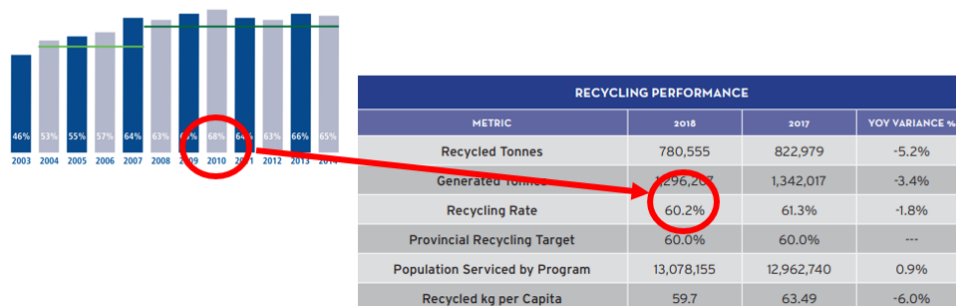 46% 53% 55% 57% 64% 63% 68% 63% 66% 65%
2003 2004 2005 2006 2007 2008 2009 2010 2011 2012 2013
RECYCLING PERFORMANCE
METRIC 2018 2017 YOY VARIANCE %
Recycled Tonnes 780,555 822,979 -5.2%
Generated 1,342,017 -3.4%
Recycling Rate 60.2% 61.3% -1.8%
Provincial Recycling Target 60.0% 60.0% ---
Population Serviced by Program 13,078,155 12,962,740 0.9%
Recycled kg per Capita 59.7 63.49 -6.0%